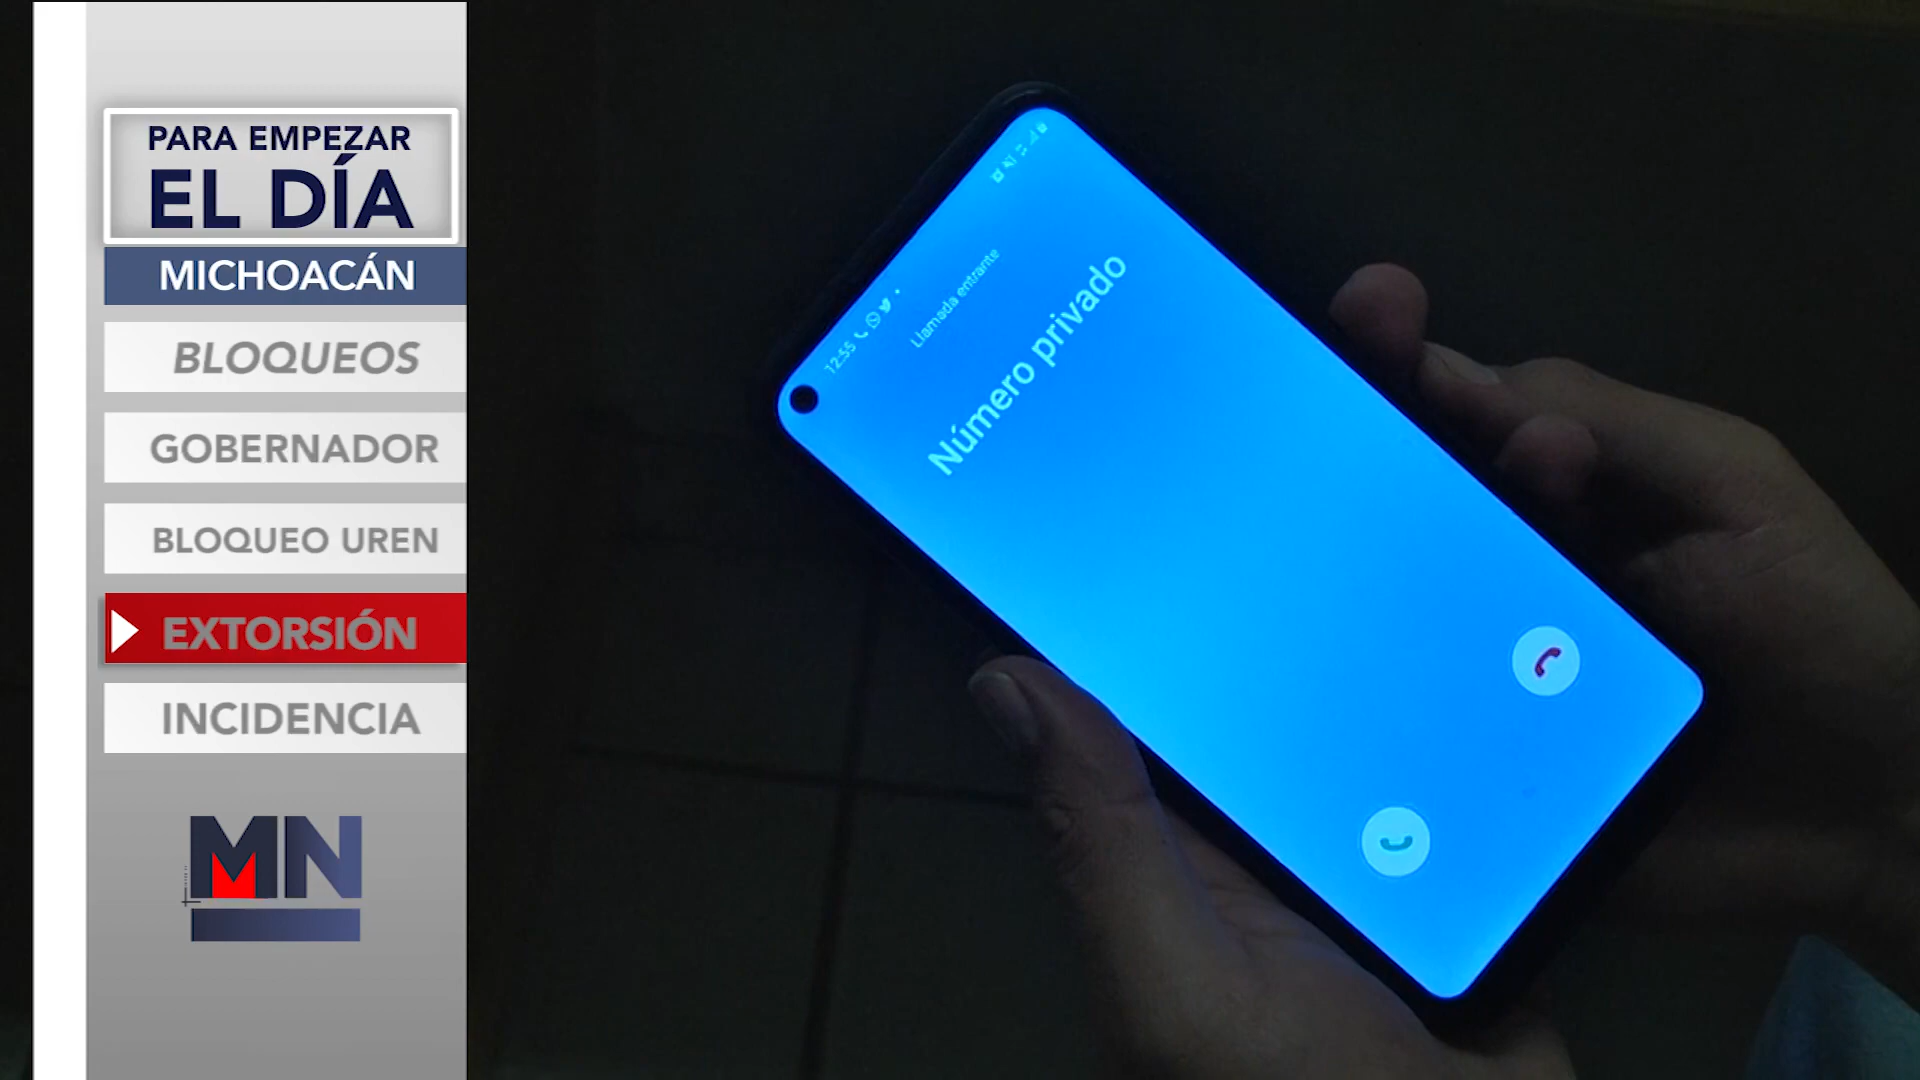 PARA EMPEZAR
EL DÍA
MICHOACÁN
BLOQUEOS
GOBERNADOR
BLOQUEO UREN
EXTORSIÓN
INCIDENCIA
MN
12:55
Llamada entrante
Número privado